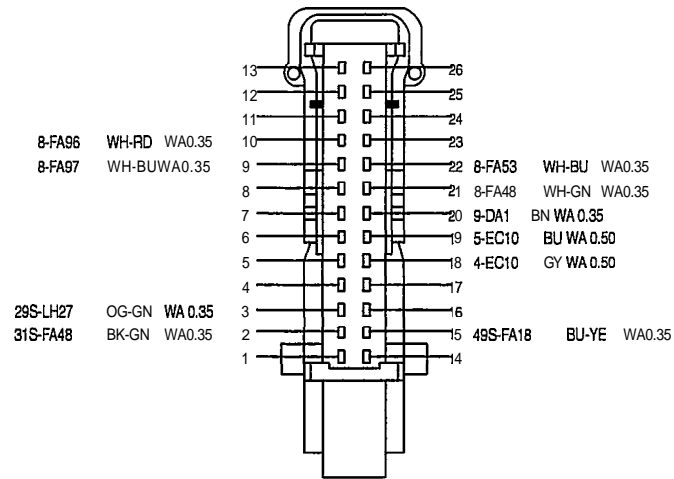 13 26
12 25
11 24
8-FA96 WH-RD WA0.35 10 23
8-FA97 WH-BUWA0.35 9 22 8-FA53 WH-BU WA0.35
8 21 8-FA48 WH-GN WA0.35
7 20 9-DA1 BN WA 0.35
6 19 5-EC10 BU WA 0.50
5 18 4-EC10 GY WA 0.50
4 17
29S-LH27 OG-GN WA 0.35 3 16
31S-FA48 BK-GN WA0.35 2 15 49S-FA18 BU-YE WA0.35
1 14